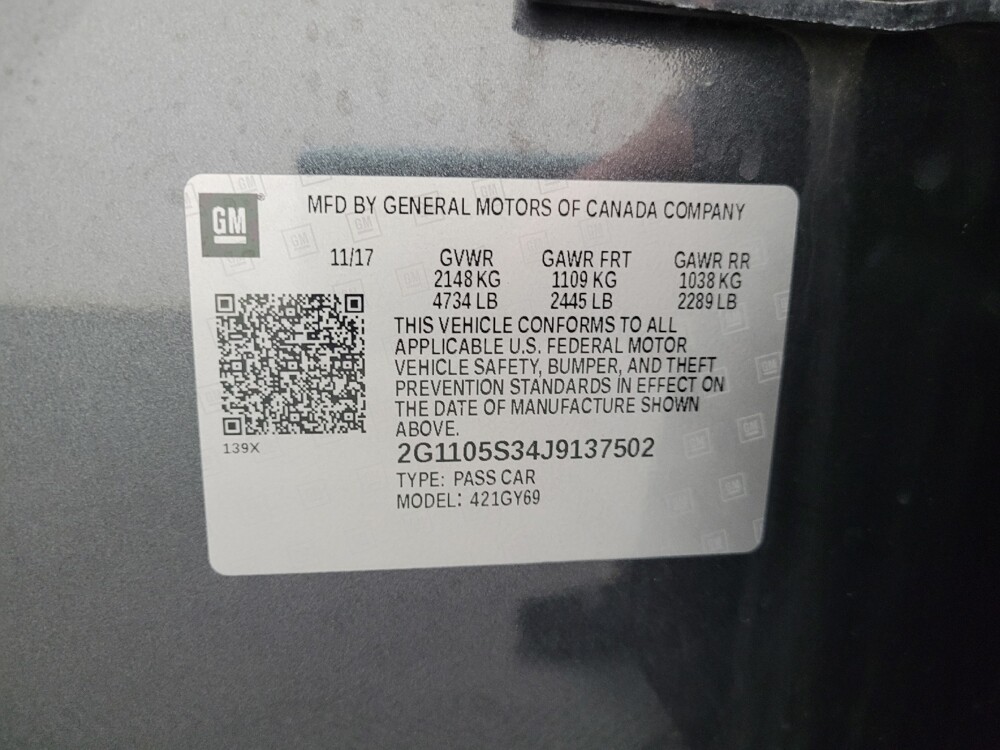 GM
MFD BY GENERAL MOTORS OF CANADA COMPANY
11/17 GVWR GAWR FRT GAWR RR
2148 KG 1109 KG 1038 KG
4734 LB 2445 LB 2289 LB
THIS VEHICLE CONFORMS TO ALL
APPLICABLE U.S. FEDERAL MOTOR
VEHICLE SAFETY, BUMPER, AND THEFT
PREVENTION STANDARDS IN EFFECT ON
THE DATE OF MANUFACTURE SHOWN
ABOVE.
139X
2G1105S34J9137502
TYPE: PASS CAR
MODEL: 421GY69